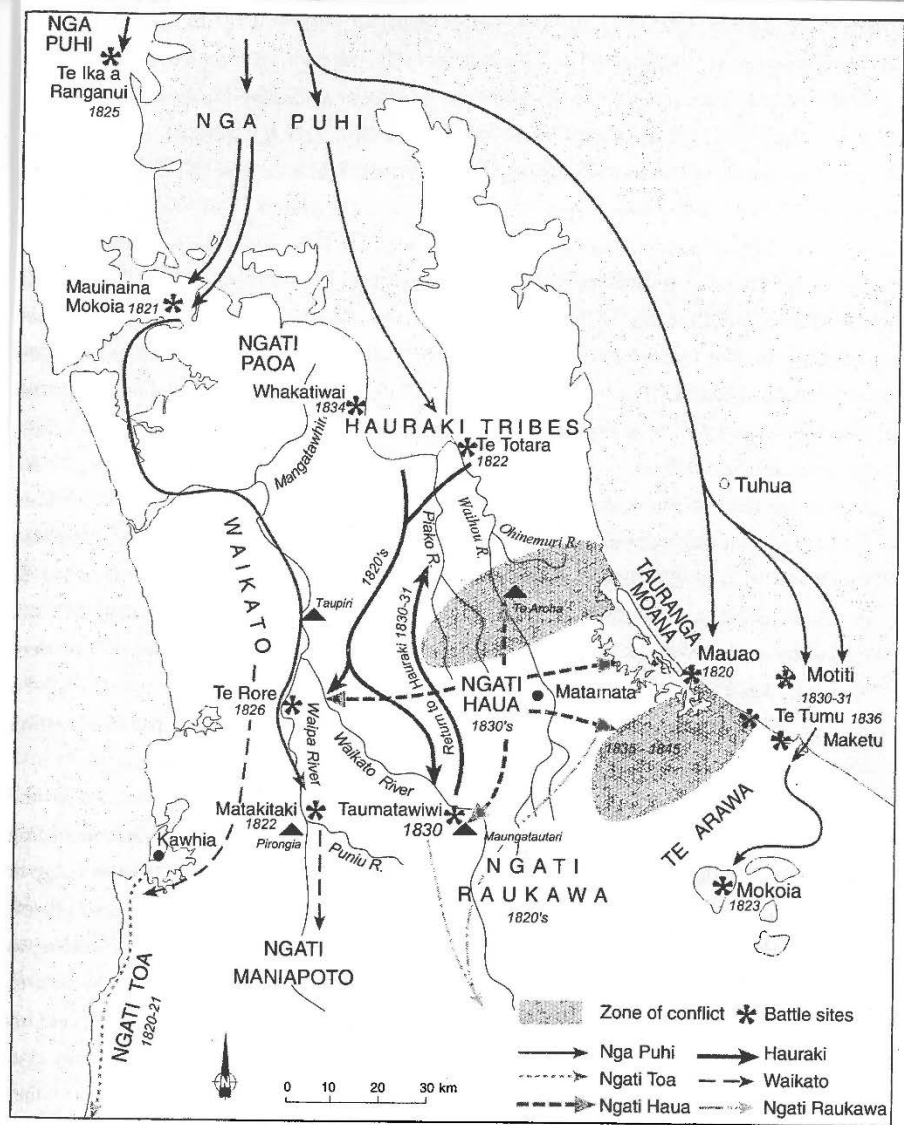 NGA
PUHI
Te Ika a
Ranganui
1825
NGA PUHI
Mauinaina
Mokoia 1821
NGATI
PAOA
Whakatiwai
1834
HAURAKI TRIBES
Te Totara
1822
Mangatawhiri
Piako R.
Waihou R.
Ohinemuri R.
Tuhua
WAIKATO
1820's
Return to Hauraki 1830-31
Taupiri
Te Aroha
TAURANGA
MOANA
Mauao
1820
Motiti
1830-31
Te Tumu 1836
Maketu
NGATI
HAUA
1830's
Matamata
1835 - 1845
Te Rore
1826
Waipa River
Waikato River
Matakitaki
1822
Pirongia
Puniu R.
Taumatawiwi
1830
Maungatautari
Kawhia
NGATI
RAUKAWA
1820's
TE ARAWA
Mokoia
1823
NGATI
MANIAPOTO
NGATI TOA
1820-21
0 10 20 30 km
Zone of conflict
Battle sites
Nga Puhi
Hauraki
Ngati Toa
Waikato
Ngati Haua
Ngati Raukawa